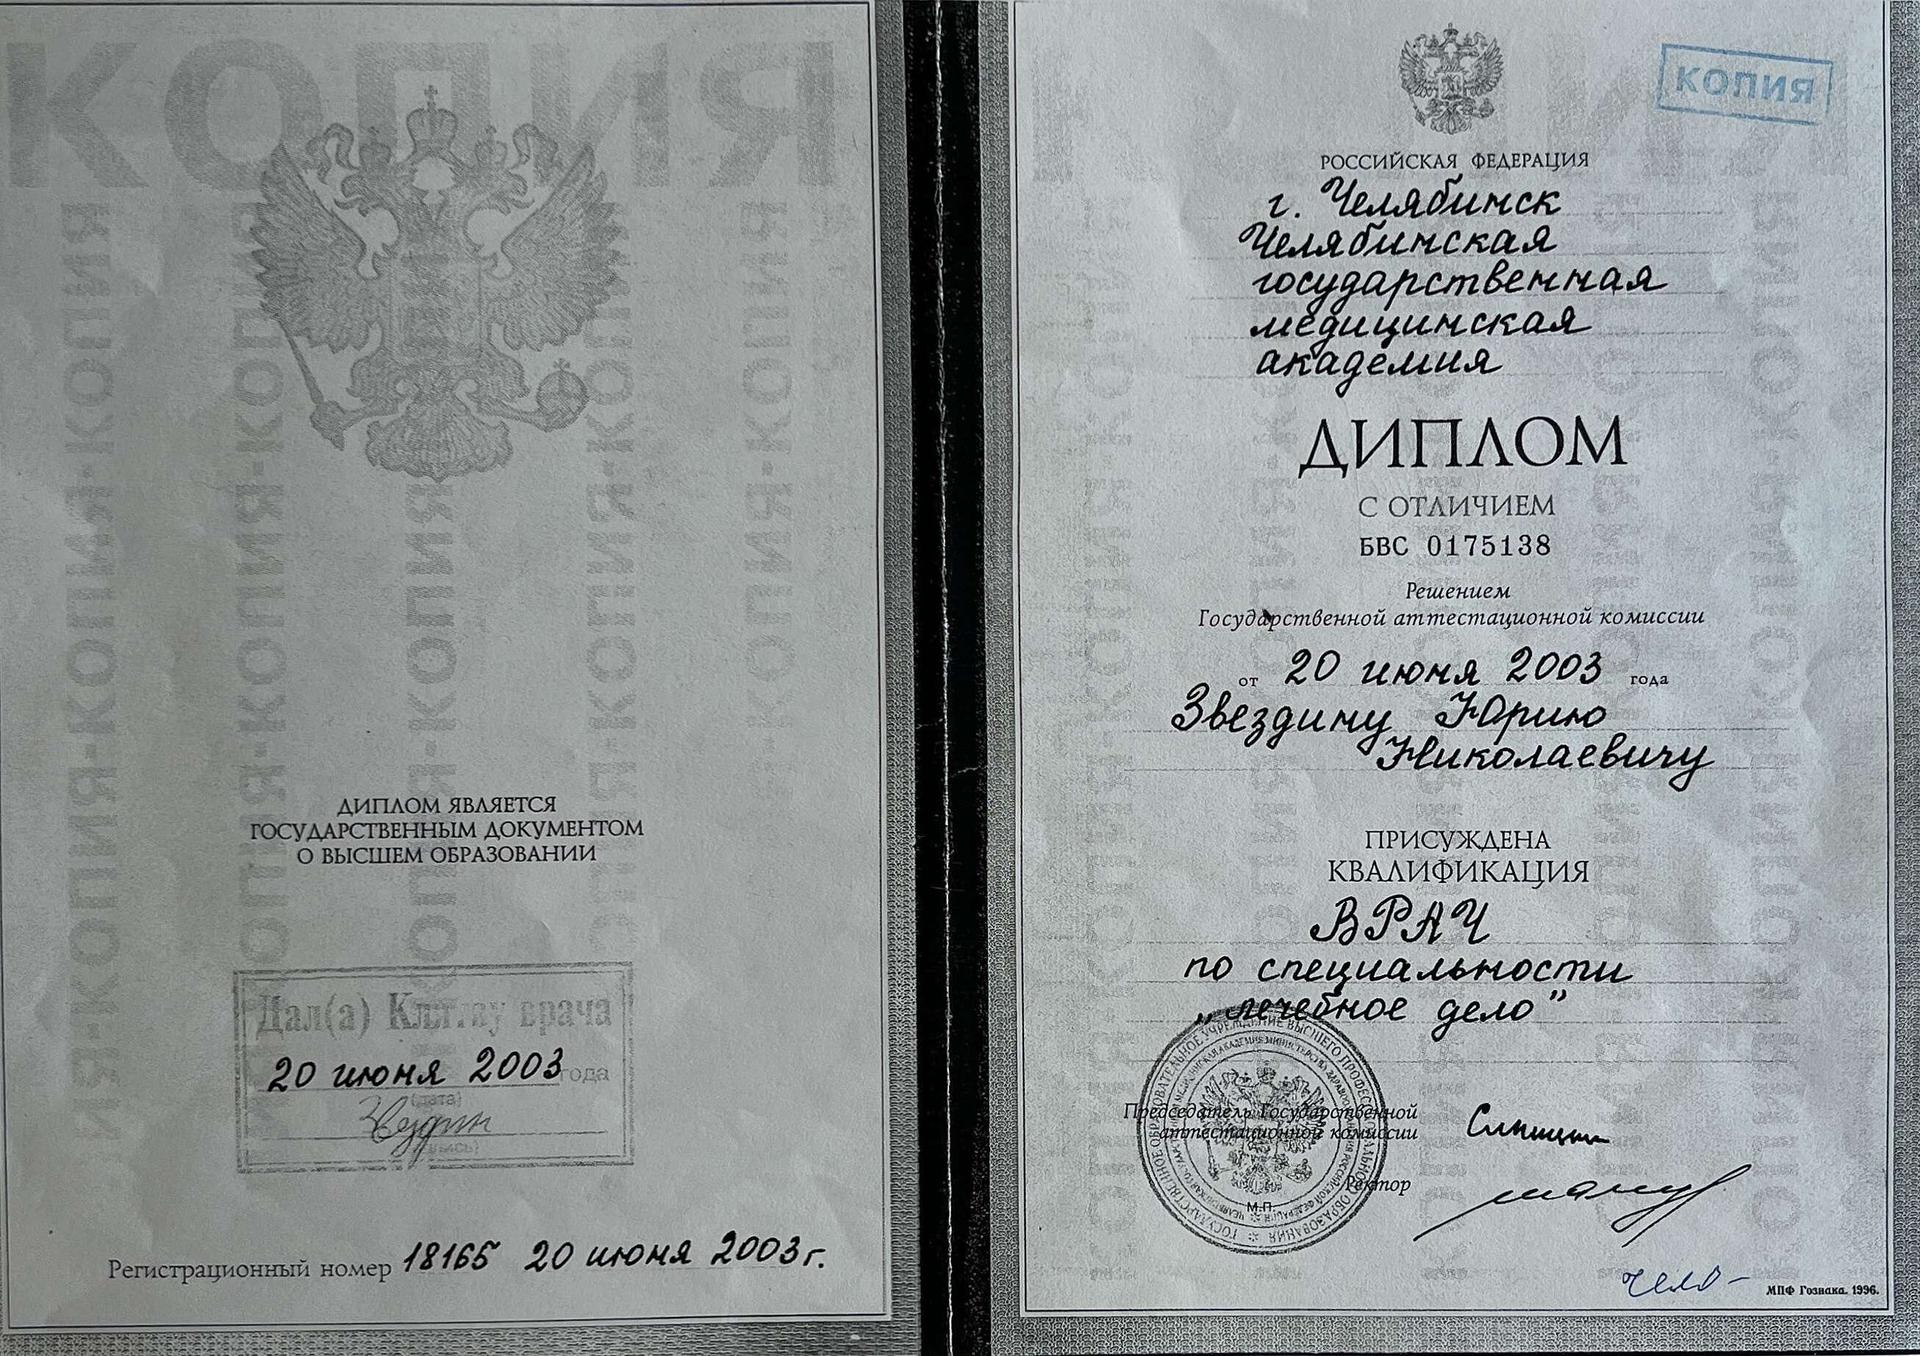 КОПИЯ
ДИПЛОМ ЯВЛЯЕТСЯ
ГОСУДАРСТВЕННЫМ ДОКУМЕНТОМ
О ВЫСШЕМ ОБРАЗОВАНИИ
Дал(а) Клятву врача
20 июня 2003 года
(дата)
Регистрационный номер 18165 20 июня 2003 г.
КОПИЯ
РОССИЙСКАЯ ФЕДЕРАЦИЯ
г. Челябинск
Челябинская
государственная
медицинская
академия
ДИПЛОМ
С ОТЛИЧИЕМ
БВС 0175138
Решением
Государственной аттестационной комиссии
от 20 июня 2003 года
Звездину Юрию
Николаевичу
ПРИСУЖДЕНА
КВАЛИФИКАЦИЯ
ВРАЧ
по специальности
„лечебное дело”
Председатель Государственной
аттестационной комиссии
Ректор
М.П.
МПФ Гознака. 1996.